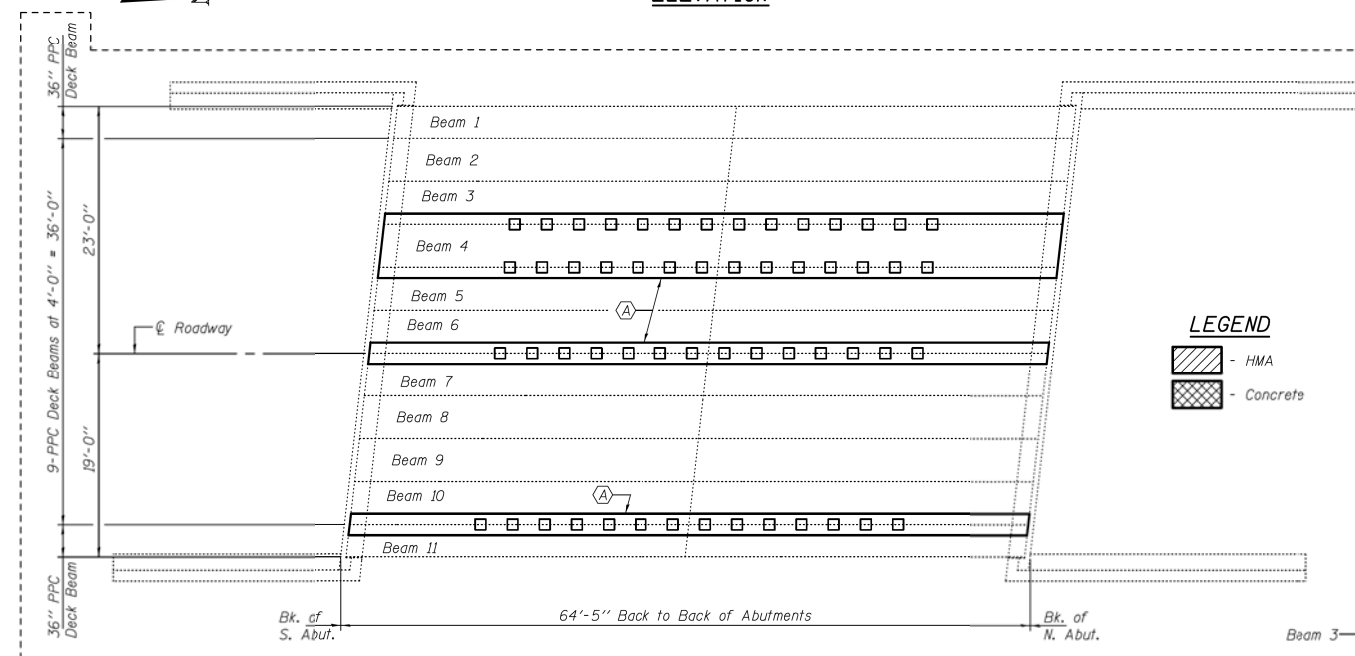 36" PPC
Deck Beam
9-PPC Deck Beams at 4'-0" = 36'-0"
23'-0"
19'-0"
36" PPC
Deck Beam
℄ Roadway
Beam 1
Beam 2
Beam 3
Beam 4
Beam 5
A
Beam 6
Beam 7
Beam 8
Beam 9
Beam 10
A
Beam 11
LEGEND
- HMA
- Concrete
Bk. of
S. Abut.
64'-5" Back to Back of Abutments
Bk. of
N. Abut.
Beam 3